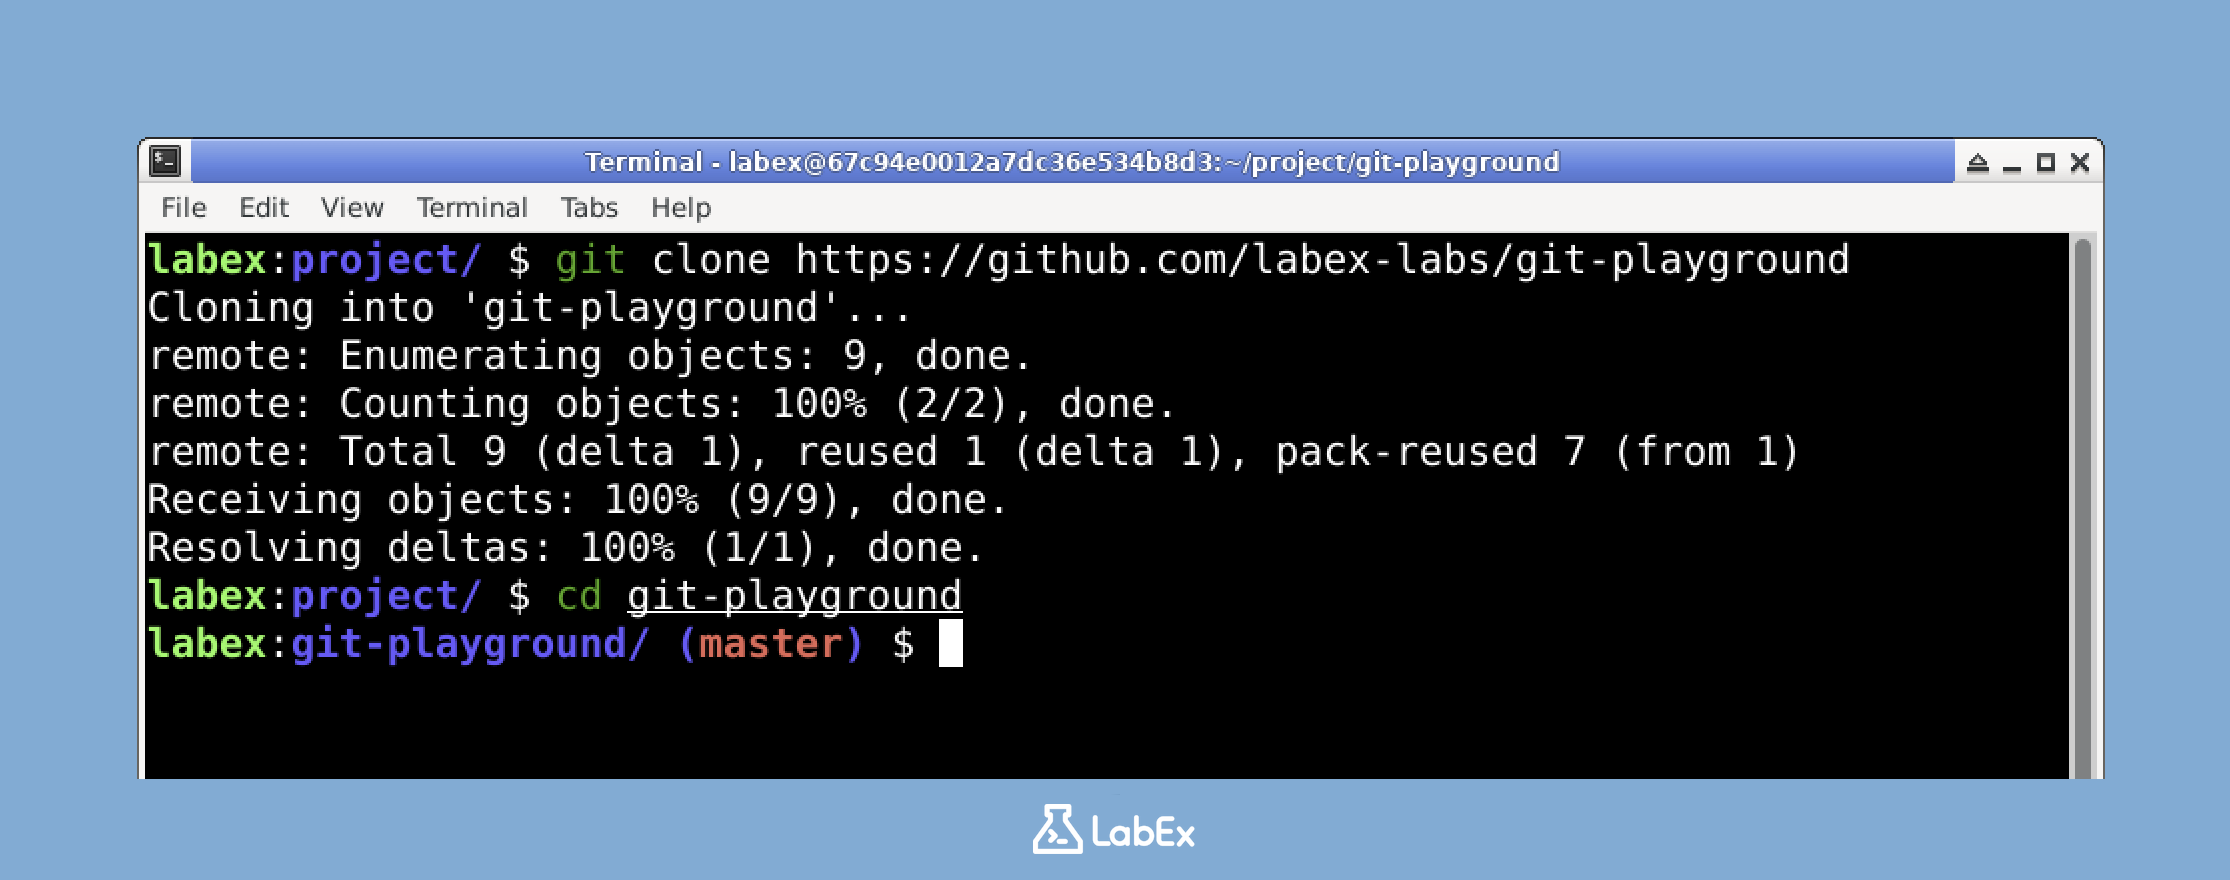 Terminal - labex@67c94e0012a7dc36e534b8d3:~/project/git-playground
File Edit View Terminal Tabs Help
labex:project/ $ git clone https://github.com/labex-labs/git-playground
Cloning into 'git-playground'...
remote: Enumerating objects: 9, done.
remote: Counting objects: 100% (2/2), done.
remote: Total 9 (delta 1), reused 1 (delta 1), pack-reused 7 (from 1)
Receiving objects: 100% (9/9), done.
Resolving deltas: 100% (1/1), done.
labex:project/ $ cd git-playground
labex:git-playground/ (master) $
LabEx